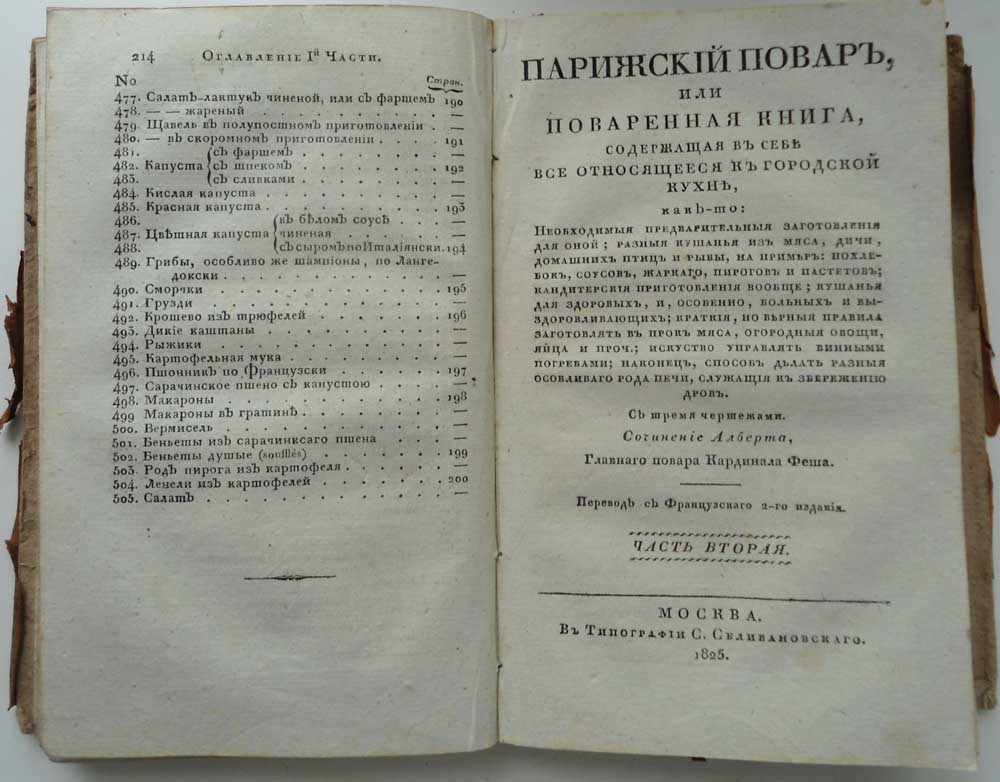 214 Оглавленіе Iй Части.
No Стран.
477. Салатъ-лактукъ чиненой, или съ фаршемъ 190
478. — — жареный . . . . . . . —
479. Щавель въ полупостномъ приготовленіи . . —
480. — въ скоромномъ приготовленіи . . . . 191
481. (съ фаршемъ . . . . . . —
482. Капуста (съ шпекомъ . . . . . . 192
483. (съ сливками . . . . . . —
484. Кислая капуста . . . . . . . —
485. Красная капуста . . . . . . . 193
486. (въ бѣломъ соусѣ . . . —
487. Цвѣтная капуста {чиненая . . . . . —
488. (съ сыромъ по Италіянски. 194
489. Грибы, особливо же шампіоны, по Ланге-
докски . . . . . . . . —
490. Сморчки . . . . . . . . 195
491. Грузди . . . . . . . . —
492. Крошево изъ трюфелей . . . . . 196
493. Дикіе каштаны . . . . . . . —
494. Рыжики . . . . . . . . —
495. Картофельная мука . . . . . . —
496. Пшонникъ по Французски . . . . 197
497. Сарачинское пшено съ капустою . . . . —
498. Макароны . . . . . . . . 198
499 Макароны въ гратинѣ . . . . . —
500. Вермисель . . . . . . . —
501. Беньеты изъ сарачинксаго пшена . . . —
502. Беньеты душые (soufflés) . . . . . 199
503. Родъ пирога изъ картофеля . . . . . —
504. Ленели изъ картофелей . . . . . 200
505. Салатъ . . . . . . . . —
ПАРИЖСКІЙ ПОВАРЪ,
ИЛИ
ПОВАРЕННАЯ КНИГА,
СОДЕРЖАЩАЯ ВЪ СЕБѢ
ВСЕ ОТНОСЯЩЕЕСЯ КЪ ГОРОДСКОЙ
КУХНѢ,
какъ-то:
Необходимыя предварительныя заготовленія
для оной; разныя кушанья изъ мяса, дичи,
домашнихъ птицъ и рыбы, на примѣръ: похле-
бокъ, соусовъ, жаркаго, пироговъ и пастетовъ;
кандитерскія приготовленія вообще; кушанья
для здоровыхъ, и, особенно, больныхъ и вы-
здоровливающихъ; краткія, но вѣрныя правила
заготовлять въ прокъ мяса, огородныя овощи,
яйца и проч.; искуство управлять винными
погребами; наконецъ, способъ дѣлать разныя
особливаго рода печи, служащія къ збереженію
дровъ.
Съ тремя чертежами.
Сочиненіе Алберта,
Главнаго повара Кардинала Феша.
Переводъ съ Французскаго 2-го изданія.
ЧАСТЬ ВТОРАЯ.
МОСКВА.
Въ Типографіи С. Селивановскаго.
1825.